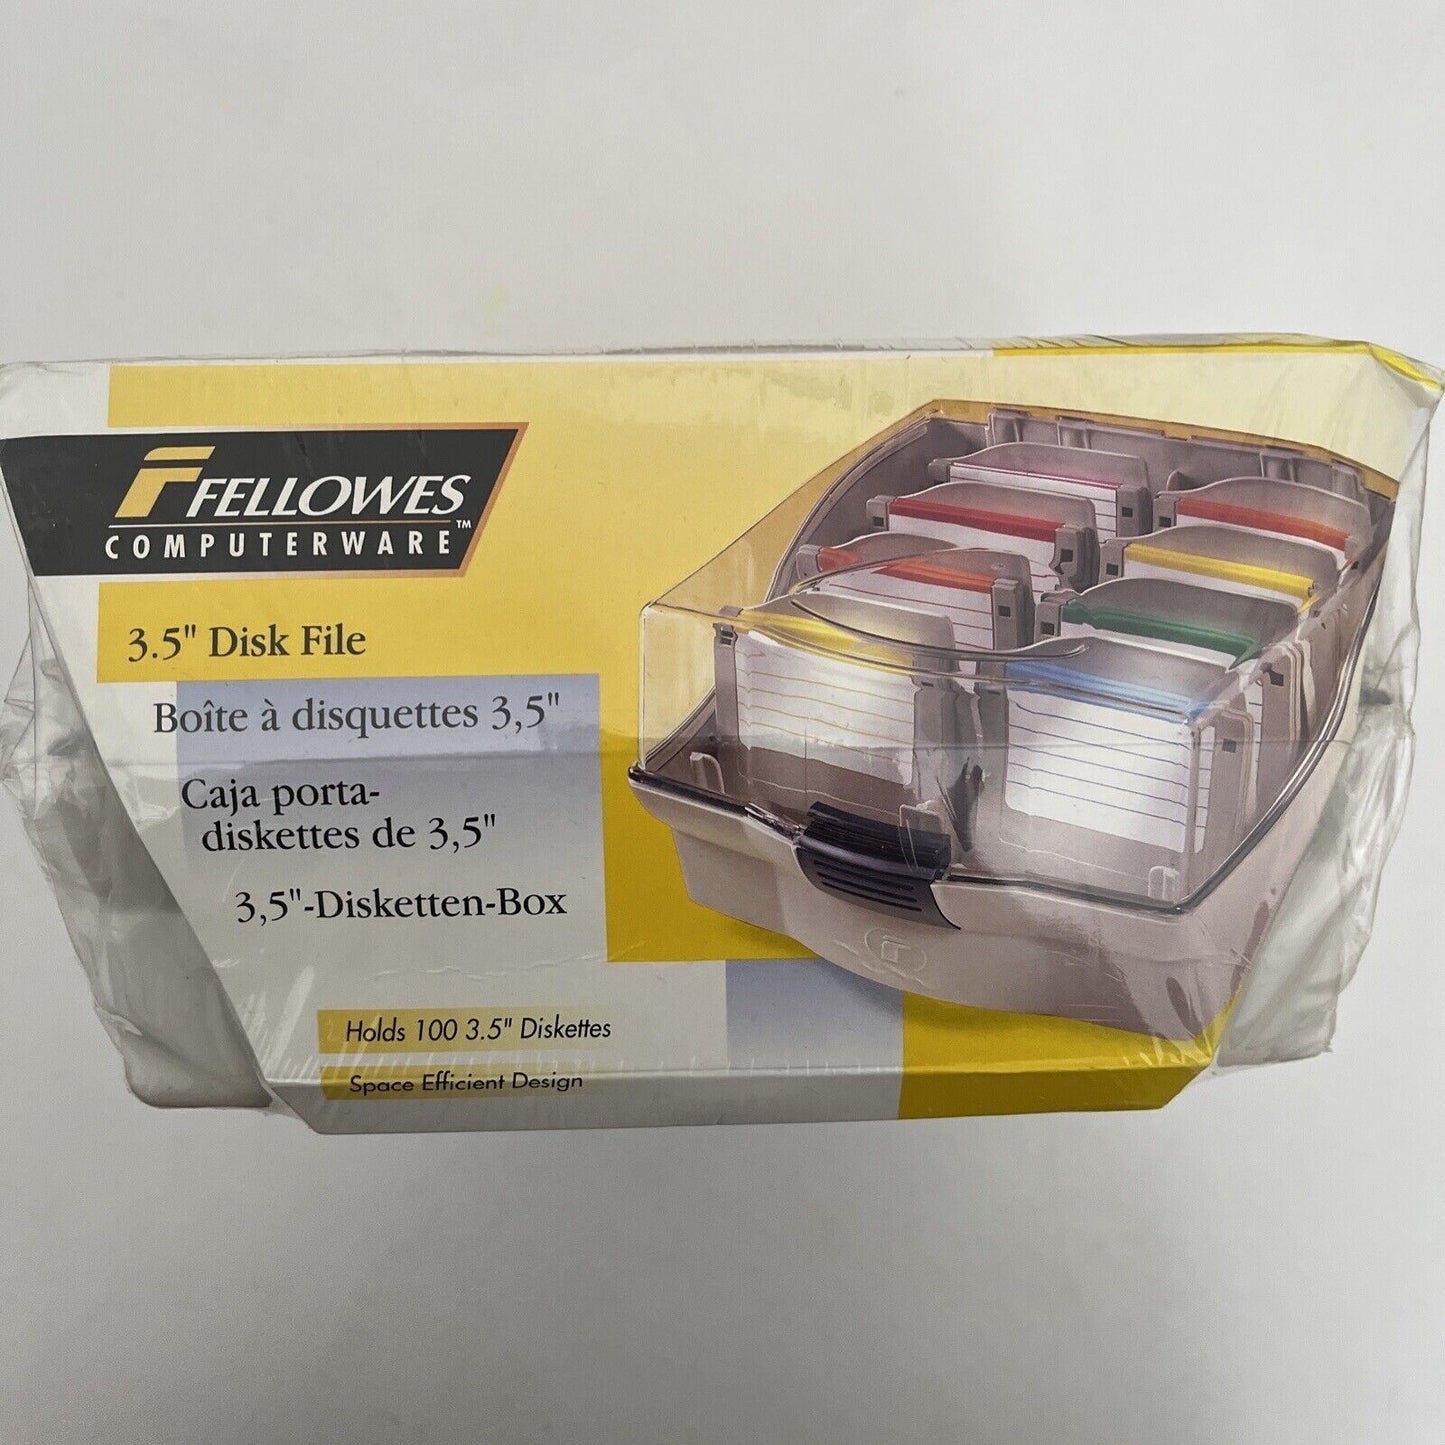 FELLOWES
COMPUTERWARE™
3.5" Disk File
Boîte à disquettes 3,5"
Caja porta-
diskettes de 3,5"
3,5"-Disketten-Box
Holds 100 3.5" Diskettes
Space Efficient Design